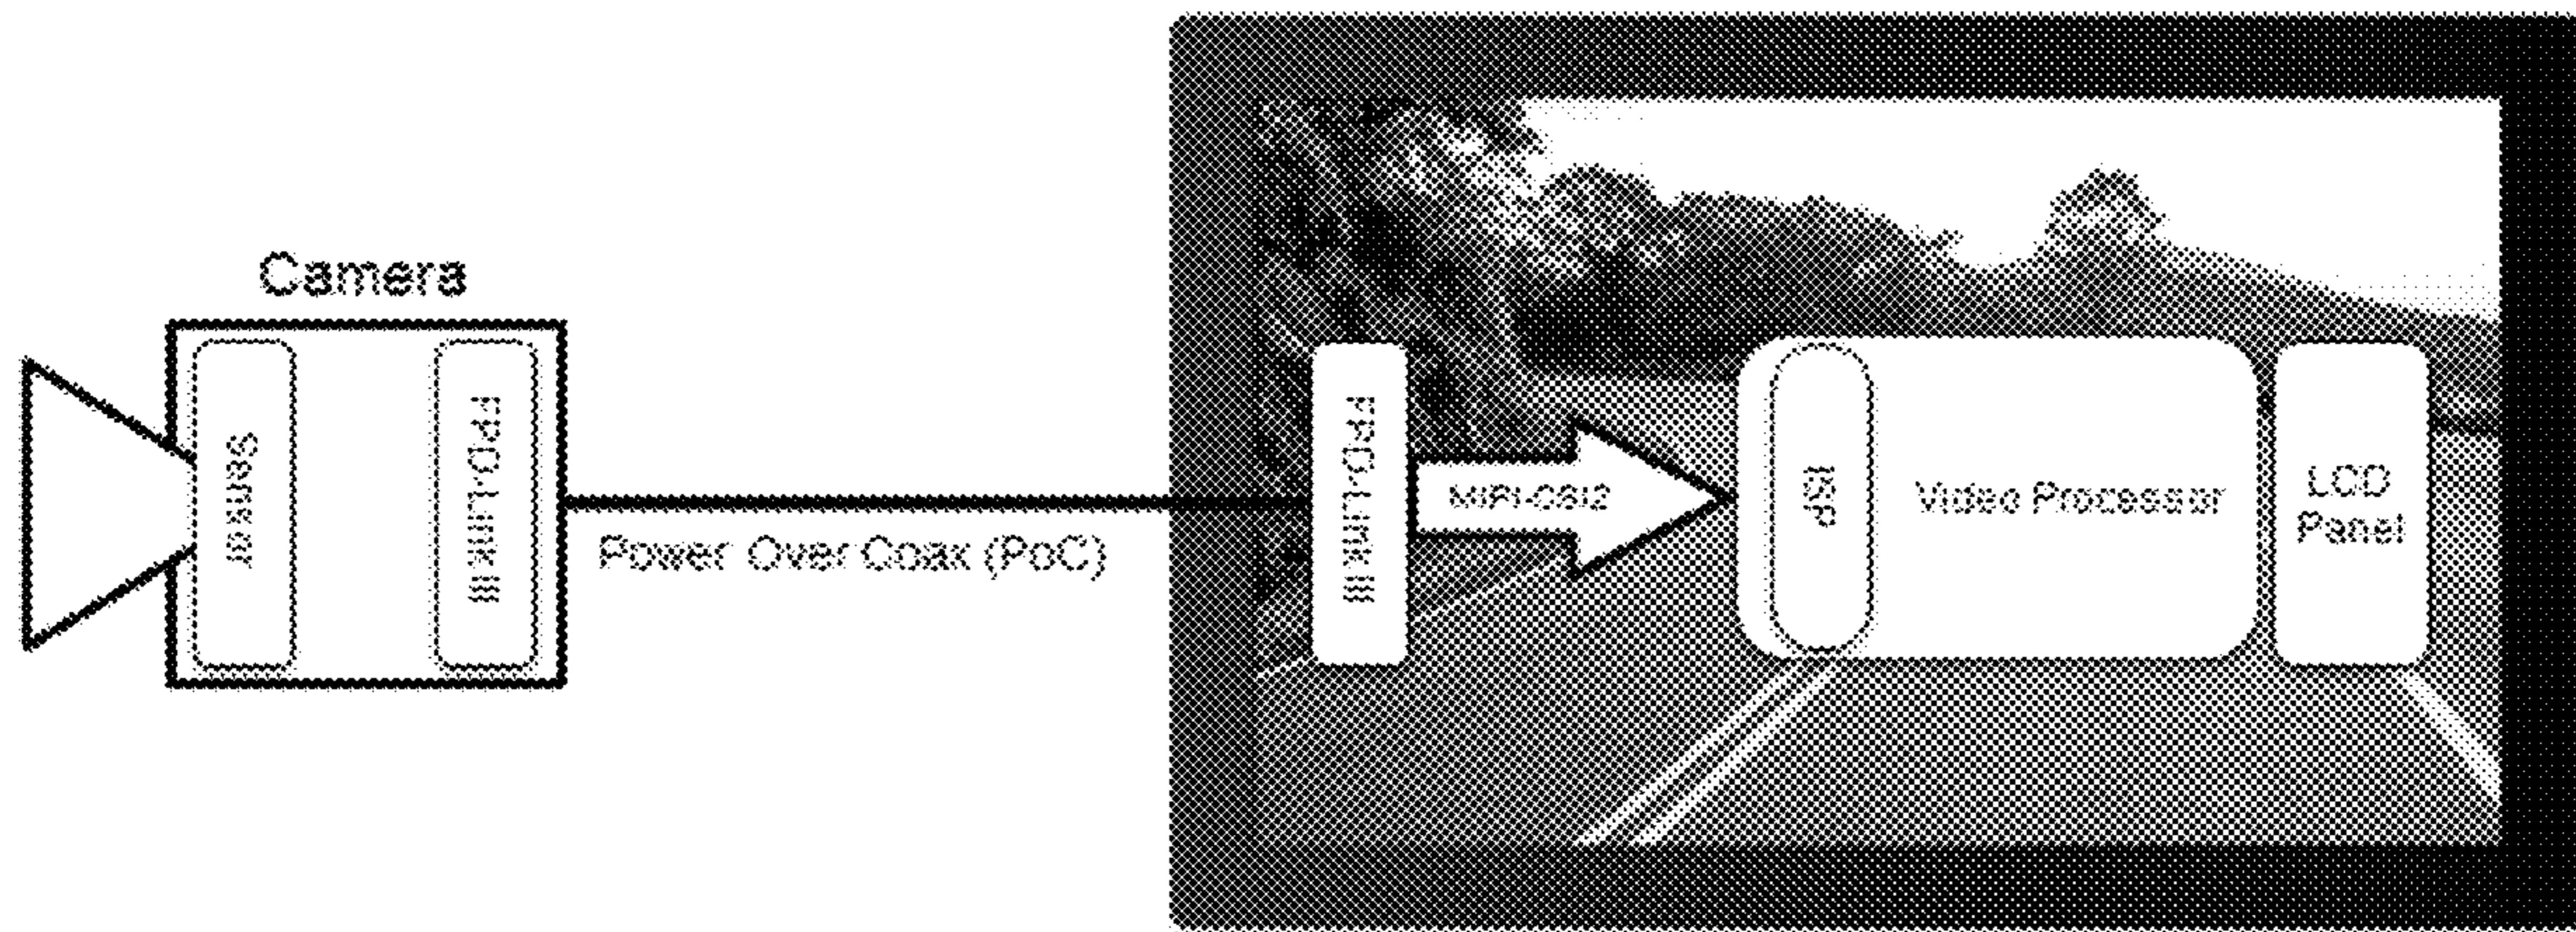 Camera
Sensor
FPD-Link III
Power Over Coax (PoC)
FPD-Link III
MIPI-CSI2
ISP
Video Processor
LCD
Panel